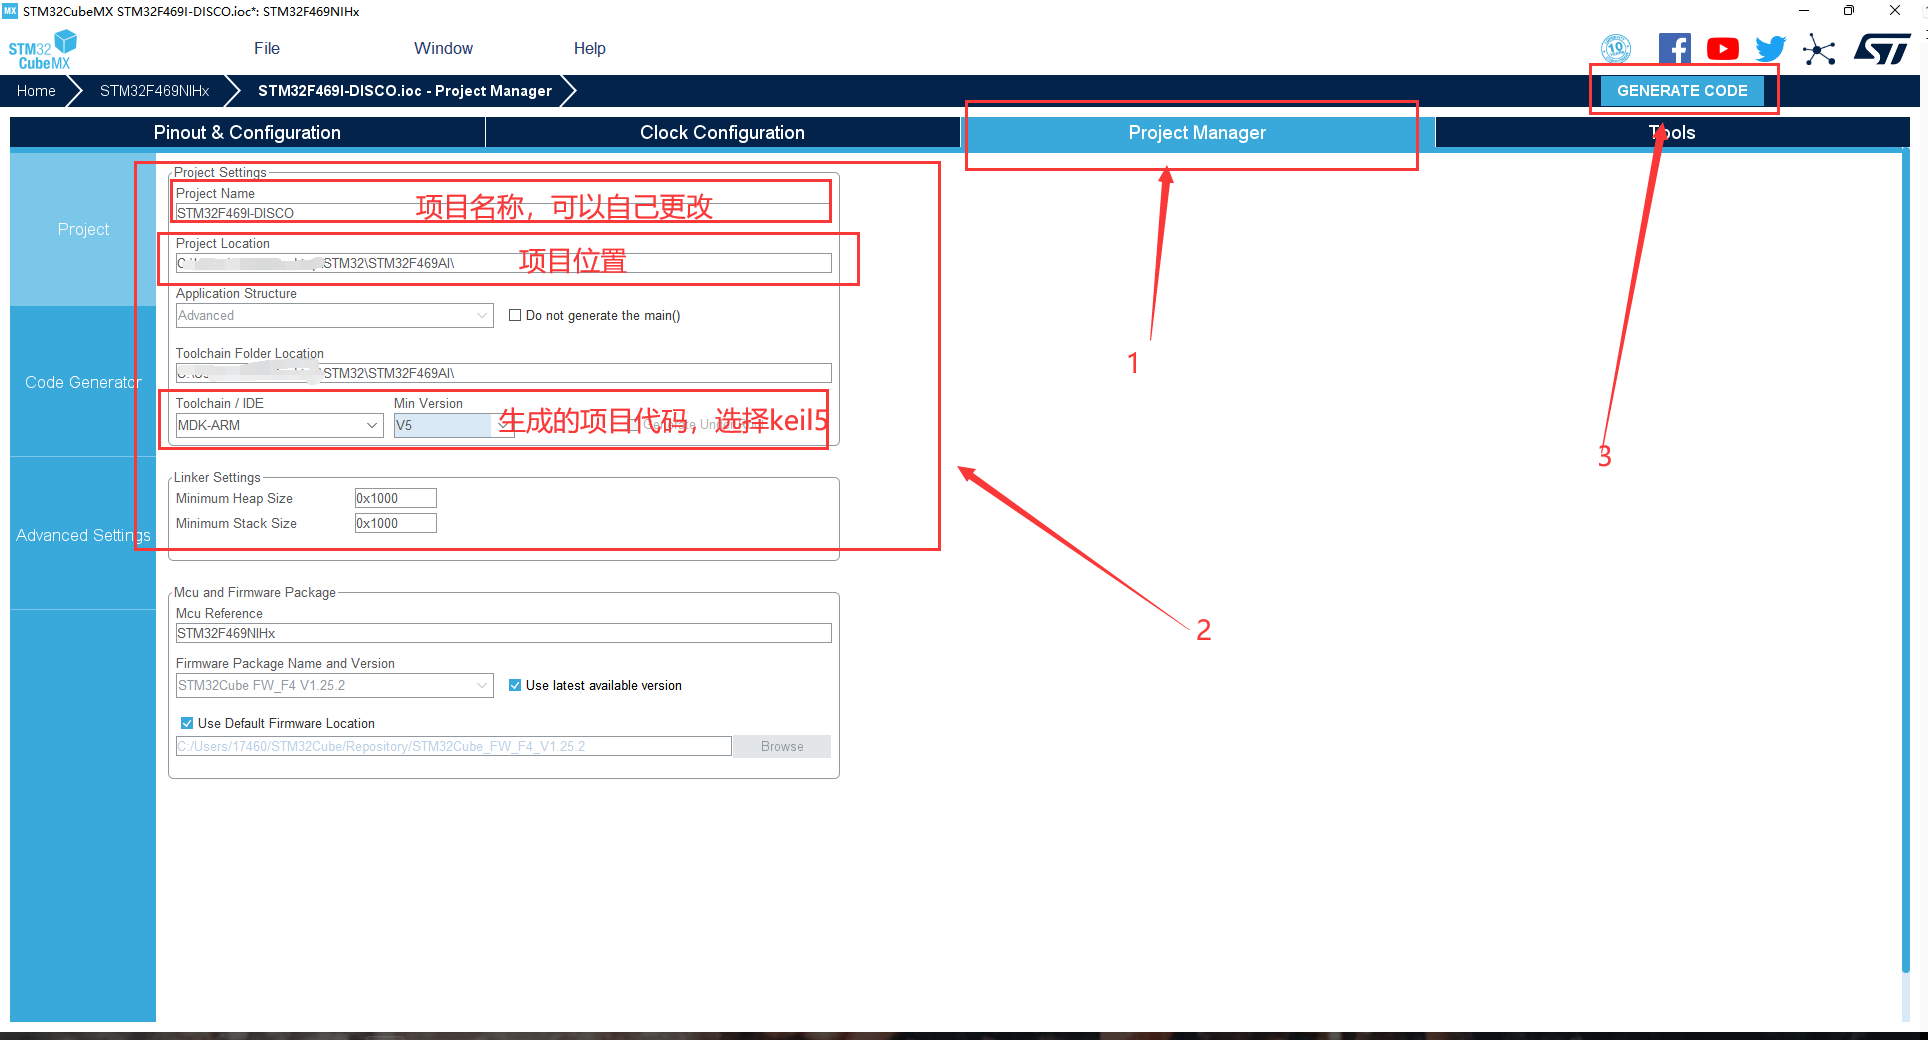 MX STM32CubeMX STM32F469I-DISCO.ioc*: STM32F469NIHx
STM32
CubeMX
File
Window
Help
10
Home
STM32F469NIHx
STM32F469I-DISCO.ioc - Project Manager
GENERATE CODE
Pinout & Configuration
Clock Configuration
Project Manager
Tools
Project
Code Generator
Advanced Settings
Project Settings
Project Name
STM32F469I-DISCO
项目名称，可以自己更改
Project Location
STM32\STM32F469AI\
项目位置
Application Structure
Advanced
Do not generate the main()
Toolchain Folder Location
STM32\STM32F469AI\
Toolchain / IDE
Min Version
MDK-ARM
V5
生成的项目代码，选择keil5
Generate Under
Linker Settings
Minimum Heap Size
0x1000
Minimum Stack Size
0x1000
Mcu and Firmware Package
Mcu Reference
STM32F469NIHx
Firmware Package Name and Version
STM32Cube FW_F4 V1.25.2
Use latest available version
Use Default Firmware Location
C:/Users/17460/STM32Cube/Repository/STM32Cube_FW_F4_V1.25.2
Browse
1
2
3